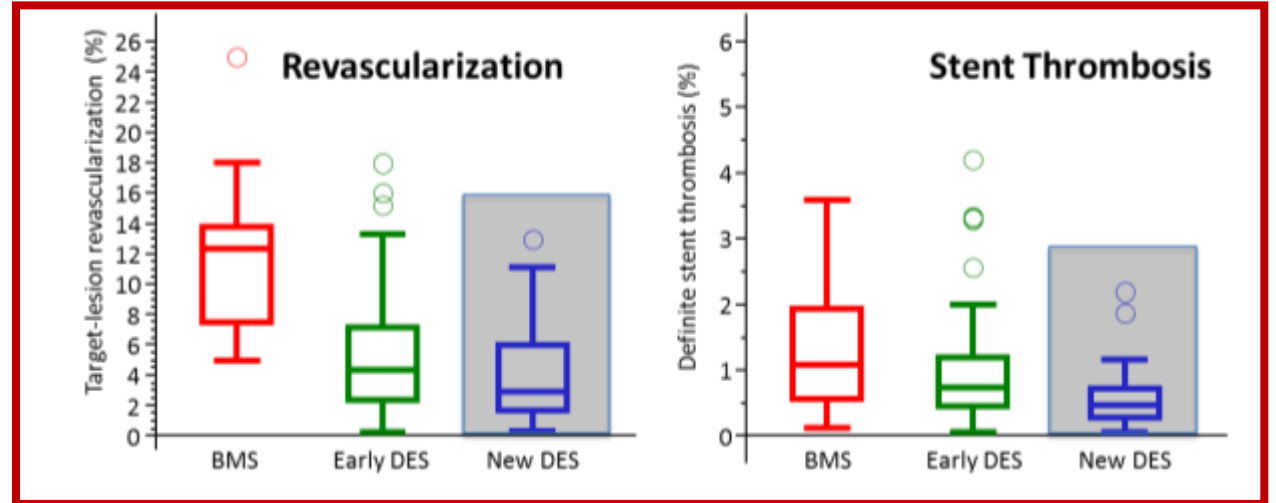 Revascularization
Target-lesion revascularization (%)
26
24
22
20
18
16
14
12
10
8
6
4
2
0
BMS
Early DES
New DES
Stent Thrombosis
Definite stent thrombosis (%)
6
5
4
3
2
1
0
BMS
Early DES
New DES